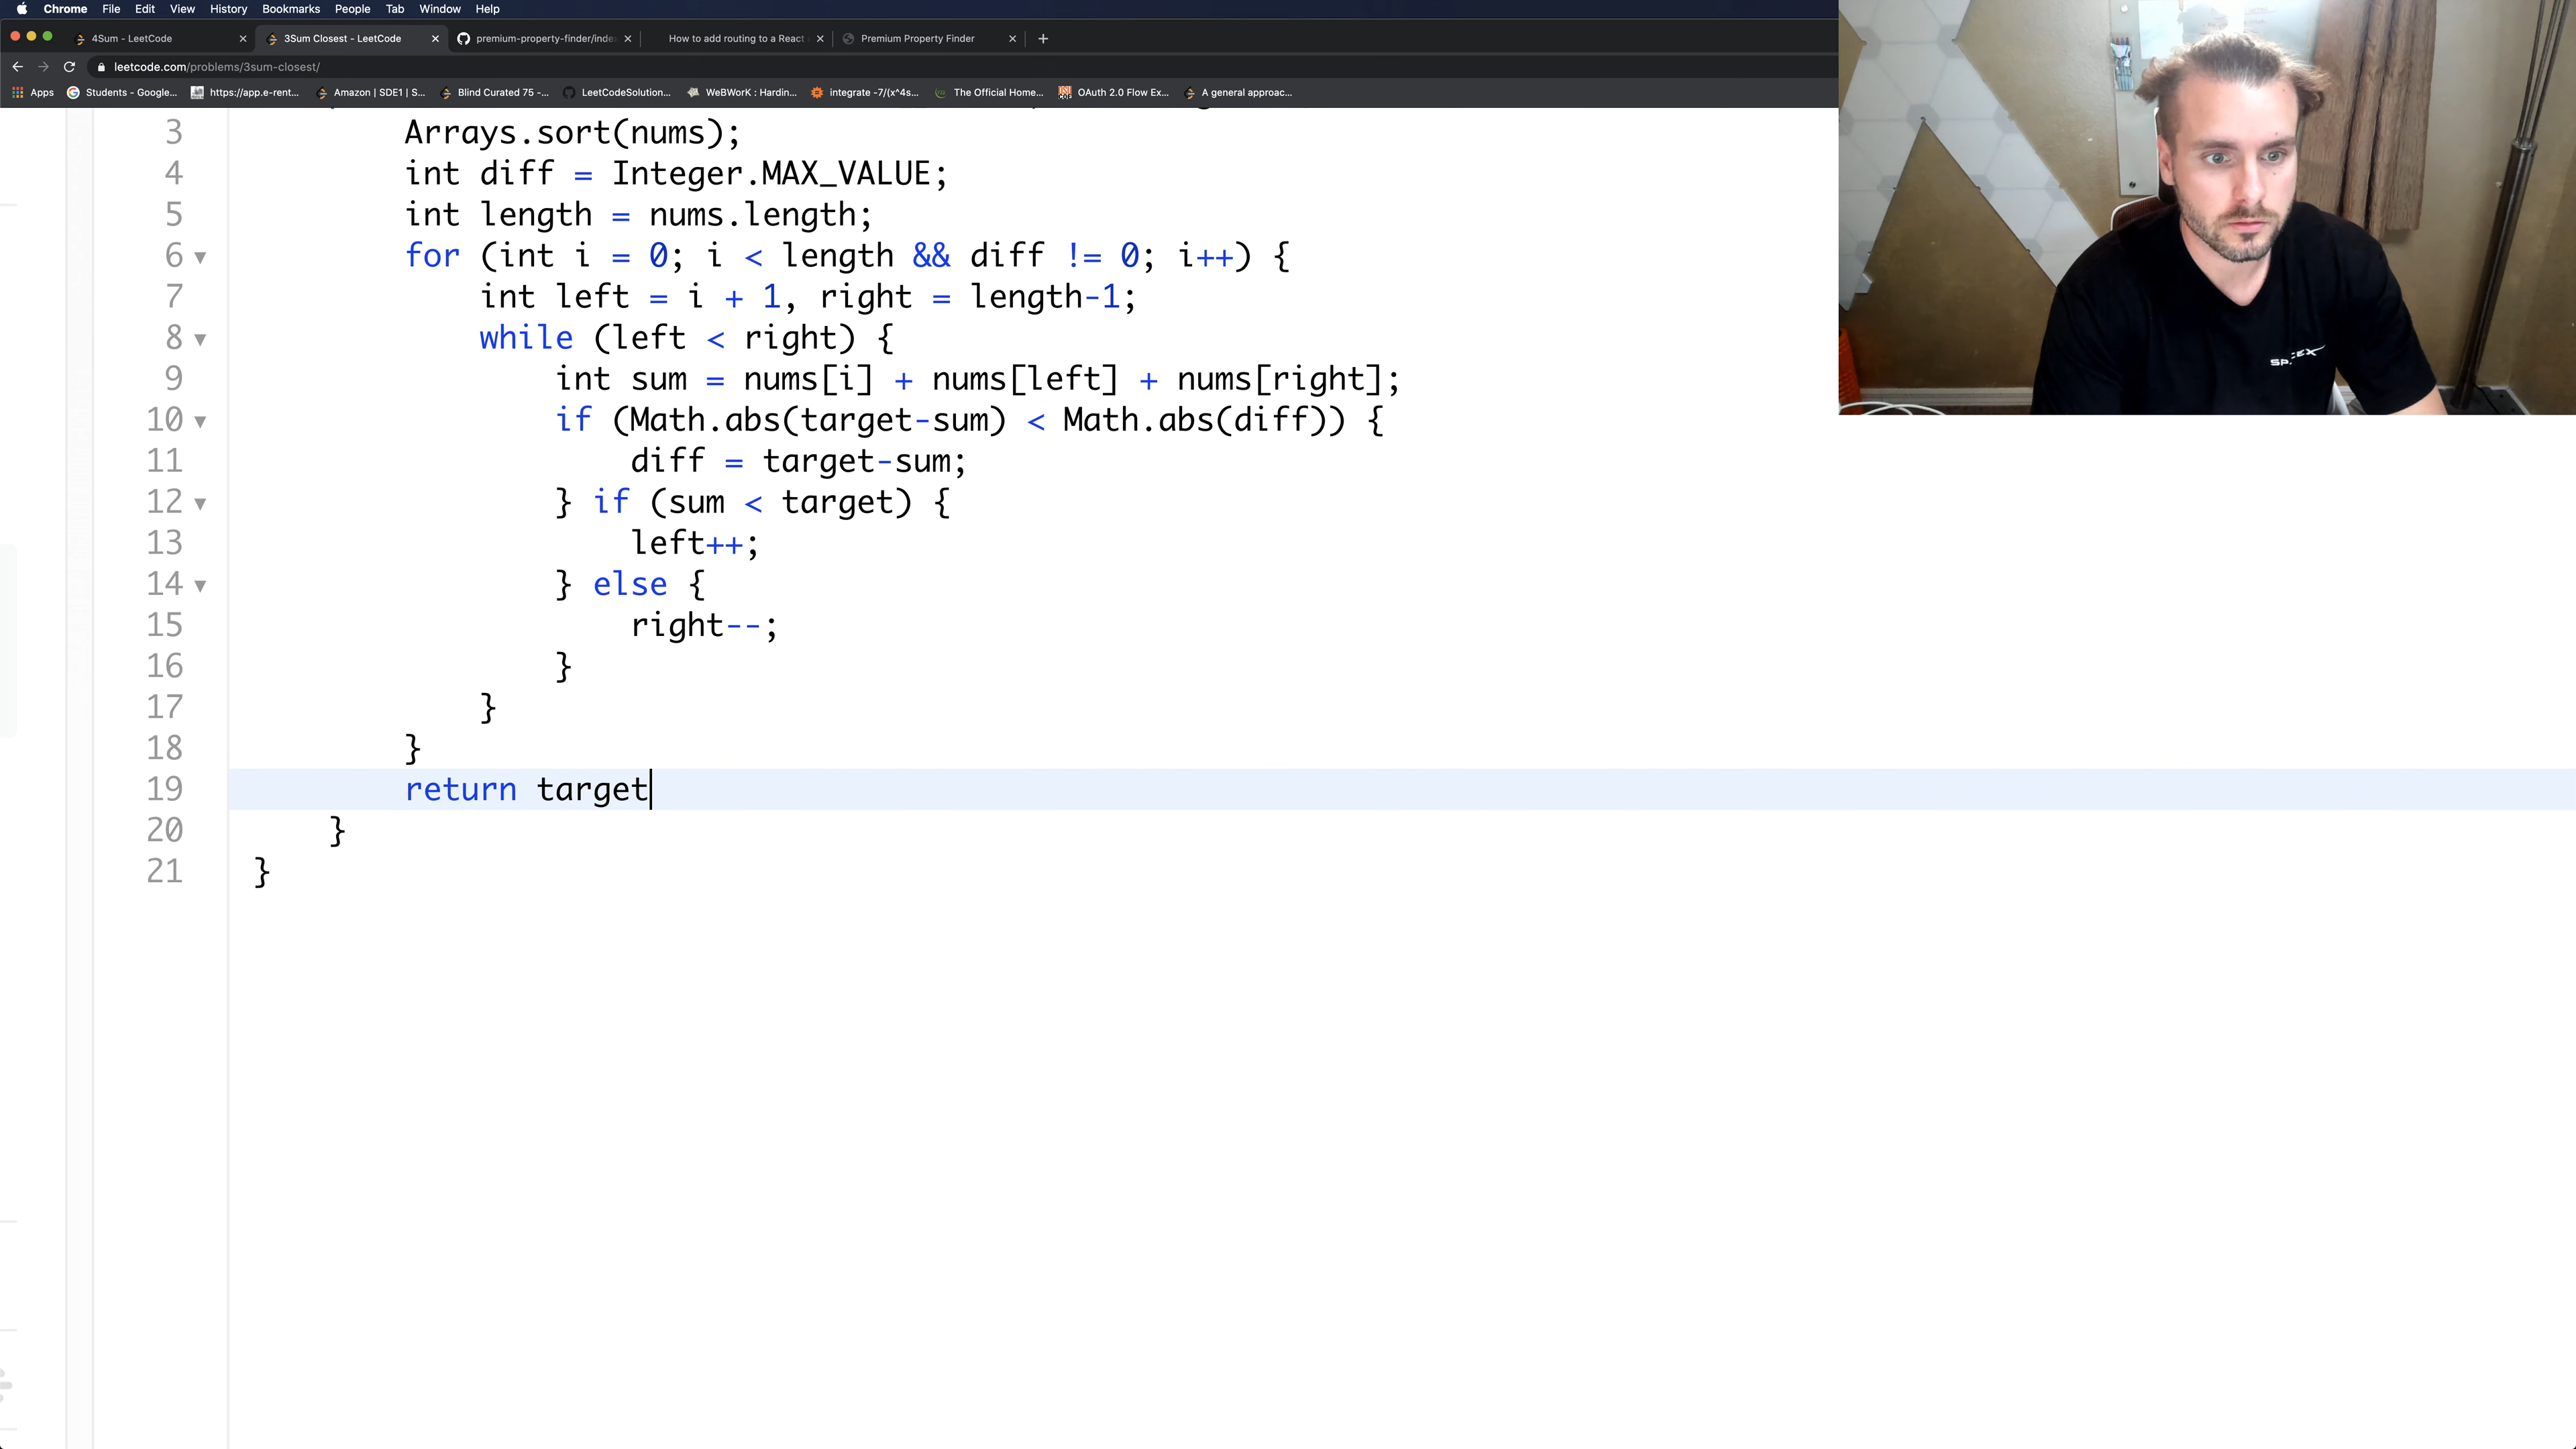 Chrome File Edit View History Bookmarks People Tab Window Help
4Sum - LeetCode 3Sum Closest - LeetCode premium-property-finder/inde How to add routing to a React Premium Property Finder
leetcode.com/problems/3sum-closest/
Apps Students - Google... https://app.e-rent... Amazon | SDE1 | S... Blind Curated 75 -... LeetCodeSolution... WeBWorK : Hardin... integrate -7/(x^4s... The Official Home... OAuth 2.0 Flow Ex... A general approac...
3 Arrays.sort(nums);
4 int diff = Integer.MAX_VALUE;
5 int length = nums.length;
6 for (int i = 0; i < length && diff != 0; i++) {
7 int left = i + 1, right = length-1;
8 while (left < right) {
9 int sum = nums[i] + nums[left] + nums[right];
10 if (Math.abs(target-sum) < Math.abs(diff)) {
11 diff = target-sum;
12 } if (sum < target) {
13 left++;
14 } else {
15 right--;
16 }
17 }
18 }
19 return target
20 }
21 }